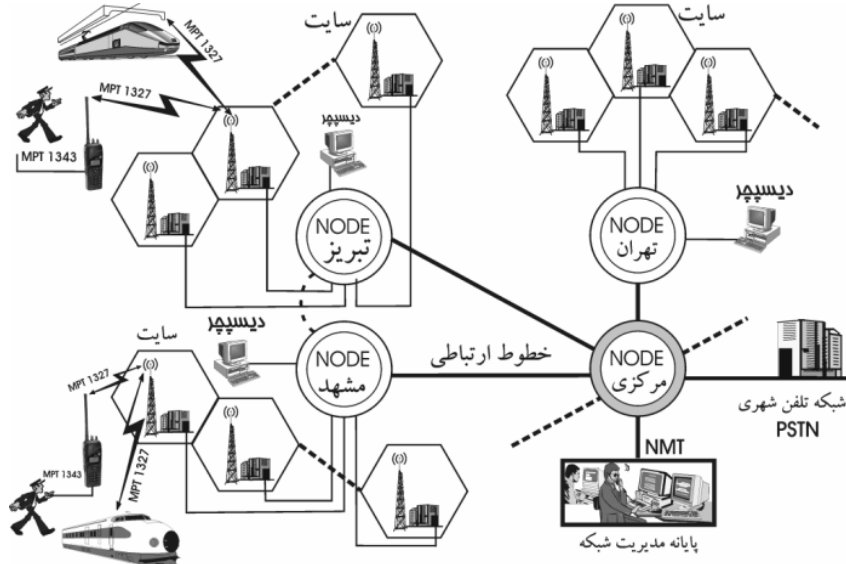 MPT 1327
سایت
سایت
MPT 1327
MPT 1343
دیسپچر
دیسپچر
NODE
تبریز
NODE
تهران
سایت
دیسپچر
MPT 1327
MPT 1327
MPT 1343
NODE
مشهد
خطوط ارتباطی
NODE
مرکزی
شبکه تلفن شهری
PSTN
NMT
پایانه مدیریت شبکه